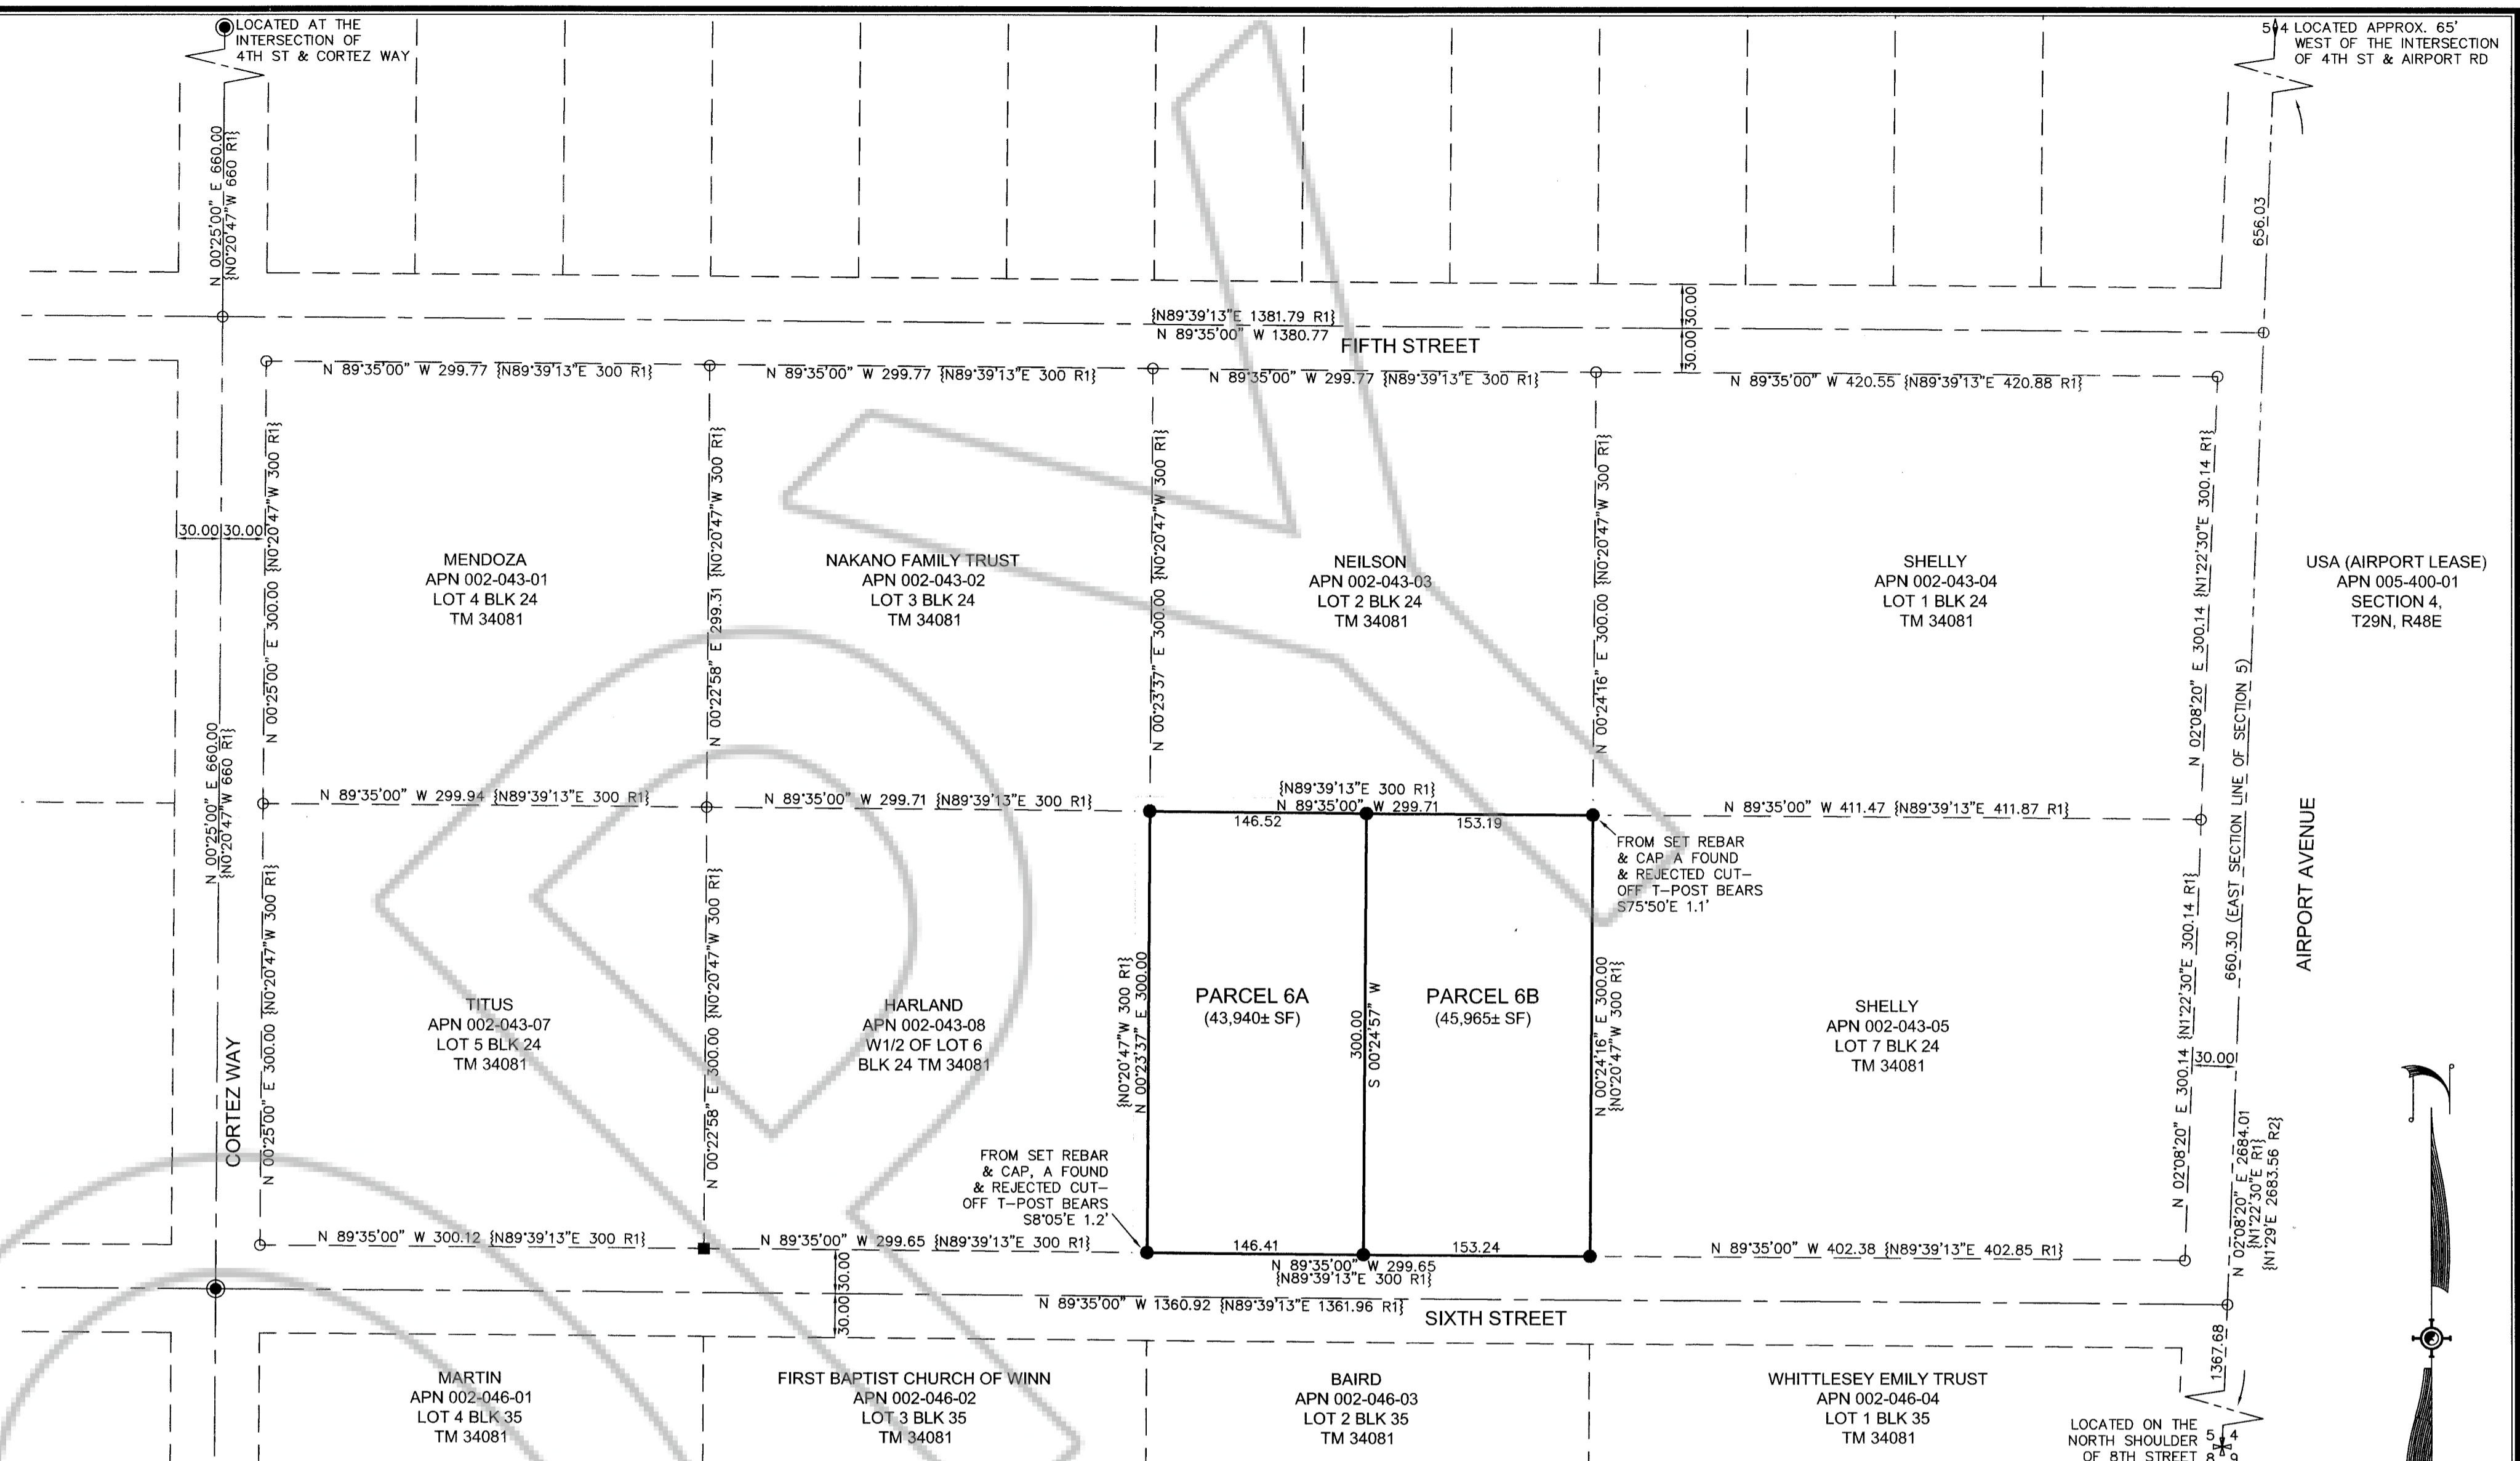 LOCATED AT THE
INTERSECTION OF
4TH ST & CORTEZ WAY
5 4 LOCATED APPROX. 65'
WEST OF THE INTERSECTION
OF 4TH ST & AIRPORT RD
N 00°25'00" E 660.00
{N0°20'47"W 660 R1}
656.03
{N89°39'13"E 1381.79 R1}
N 89°35'00" W 1380.77
FIFTH STREET
30.00
30.00
N 89°35'00" W 299.77 {N89°39'13"E 300 R1}
N 89°35'00" W 299.77 {N89°39'13"E 300 R1}
N 89°35'00" W 299.77 {N89°39'13"E 300 R1}
N 89°35'00" W 420.55 {N89°39'13"E 420.88 R1}
30.00 30.00
N 00°25'00" E 300.00 {N0°20'47"W 300 R1}
N 00°22'58" E 299.31 {N0°20'47"W 300 R1}
N 00°23'37" E 300.00 {N0°20'47"W 300 R1}
N 00°24'16" E 300.00 {N0°20'47"W 300 R1}
N 02°08'20" E 300.14 {N1°22'30"E 300.14 R1}
MENDOZA
APN 002-043-01
LOT 4 BLK 24
TM 34081
NAKANO FAMILY TRUST
APN 002-043-02
LOT 3 BLK 24
TM 34081
NEILSON
APN 002-043-03
LOT 2 BLK 24
TM 34081
SHELLY
APN 002-043-04
LOT 1 BLK 24
TM 34081
USA (AIRPORT LEASE)
APN 005-400-01
SECTION 4,
T29N, R48E
N 00°25'00" E 660.00
{N0°20'47"W 660 R1}
660.30 (EAST SECTION LINE OF SECTION 5)
AIRPORT AVENUE
N 89°35'00" W 299.94 {N89°39'13"E 300 R1}
N 89°35'00" W 299.71 {N89°39'13"E 300 R1}
{N89°39'13"E 300 R1}
N 89°35'00" W 299.71
146.52
153.19
N 89°35'00" W 411.47 {N89°39'13"E 411.87 R1}
FROM SET REBAR
& CAP, A FOUND
& REJECTED CUT-
OFF T-POST BEARS
S75°50'E 1.1'
N 00°25'00" E 300.00 {N0°20'47"W 300 R1}
N 00°22'58" E 300.00 {N0°20'47"W 300 R1}
{N0°20'47"W 300 R1}
N 00°23'37" E 300.00
300.00
S 00°24'57" W
N 00°24'16" E 300.00
{N0°20'47"W 300 R1}
N 02°08'20" E 300.14 {N1°22'30"E 300.14 R1}
TITUS
APN 002-043-07
LOT 5 BLK 24
TM 34081
HARLAND
APN 002-043-08
W1/2 OF LOT 6
BLK 24 TM 34081
PARCEL 6A
(43,940± SF)
PARCEL 6B
(45,965± SF)
SHELLY
APN 002-043-05
LOT 7 BLK 24
TM 34081
30.00
CORTEZ WAY
FROM SET REBAR
& CAP, A FOUND
& REJECTED CUT-
OFF T-POST BEARS
S8°05'E 1.2'
N 02°08'20" E 2684.01
{N1°22'30"E R1}
{N1°29'E 2683.56 R2}
N 89°35'00" W 300.12 {N89°39'13"E 300 R1}
N 89°35'00" W 299.65 {N89°39'13"E 300 R1}
146.41
153.24
N 89°35'00" W 299.65
{N89°39'13"E 300 R1}
N 89°35'00" W 402.38 {N89°39'13"E 402.85 R1}
30.00
30.00
N 89°35'00" W 1360.92 {N89°39'13"E 1361.96 R1}
SIXTH STREET
1367.68
MARTIN
APN 002-046-01
LOT 4 BLK 35
TM 34081
FIRST BAPTIST CHURCH OF WINN
APN 002-046-02
LOT 3 BLK 35
TM 34081
BAIRD
APN 002-046-03
LOT 2 BLK 35
TM 34081
WHITTLESEY EMILY TRUST
APN 002-046-04
LOT 1 BLK 35
TM 34081
LOCATED ON THE
NORTH SHOULDER
OF 8TH STREET
5 4
8 9